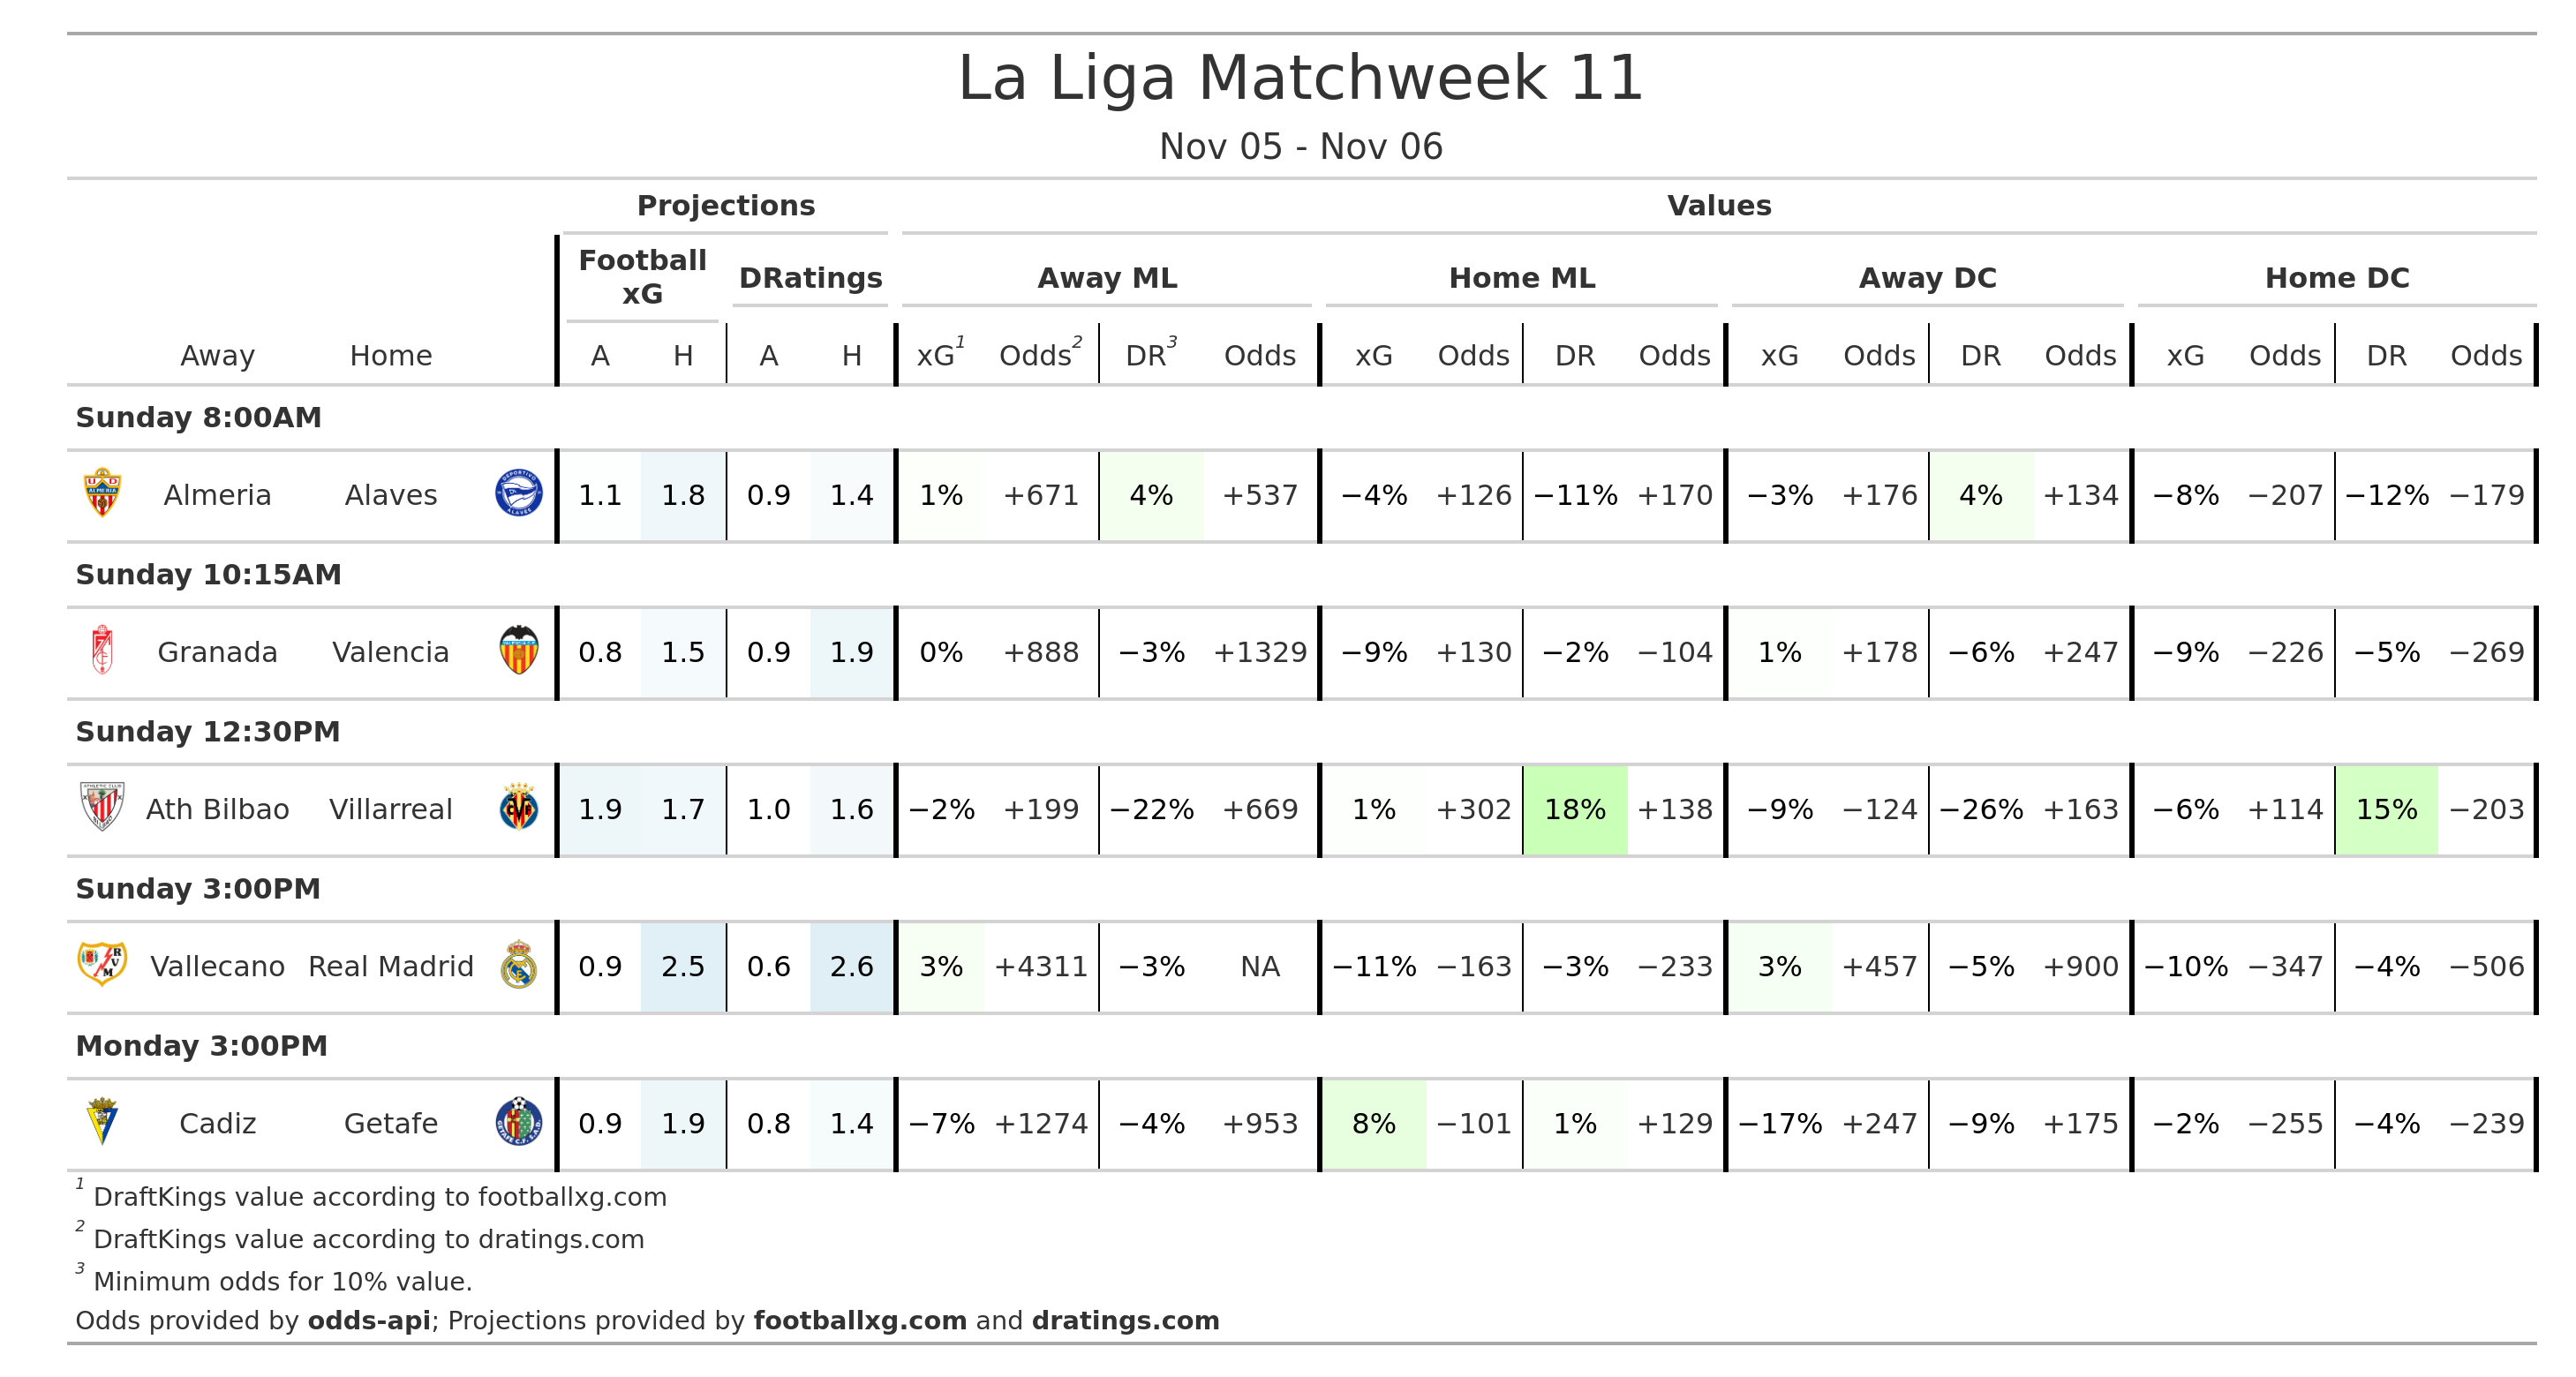 La Liga Matchweek 11
Nov 05 - Nov 06
Projections Values
Football xG DRatings Away ML Home ML Away DC Home DC
Away Home A H A H xG1 Odds2 DR3 Odds xG Odds DR Odds xG Odds DR Odds xG Odds DR Odds
Sunday 8:00AM
Almeria Alaves 1.1 1.8 0.9 1.4 1% +671 4% +537 −4% +126 −11% +170 −3% +176 4% +134 −8% −207 −12% −179
Sunday 10:15AM
Granada Valencia 0.8 1.5 0.9 1.9 0% +888 −3% +1329 −9% +130 −2% −104 1% +178 −6% +247 −9% −226 −5% −269
Sunday 12:30PM
Ath Bilbao Villarreal 1.9 1.7 1.0 1.6 −2% +199 −22% +669 1% +302 18% +138 −9% −124 −26% +163 −6% +114 15% −203
Sunday 3:00PM
Vallecano Real Madrid 0.9 2.5 0.6 2.6 3% +4311 −3% NA −11% −163 −3% −233 3% +457 −5% +900 −10% −347 −4% −506
Monday 3:00PM
Cadiz Getafe 0.9 1.9 0.8 1.4 −7% +1274 −4% +953 8% −101 1% +129 −17% +247 −9% +175 −2% −255 −4% −239
1 DraftKings value according to footballxg.com
2 DraftKings value according to dratings.com
3 Minimum odds for 10% value.
Odds provided by odds-api; Projections provided by footballxg.com and dratings.com